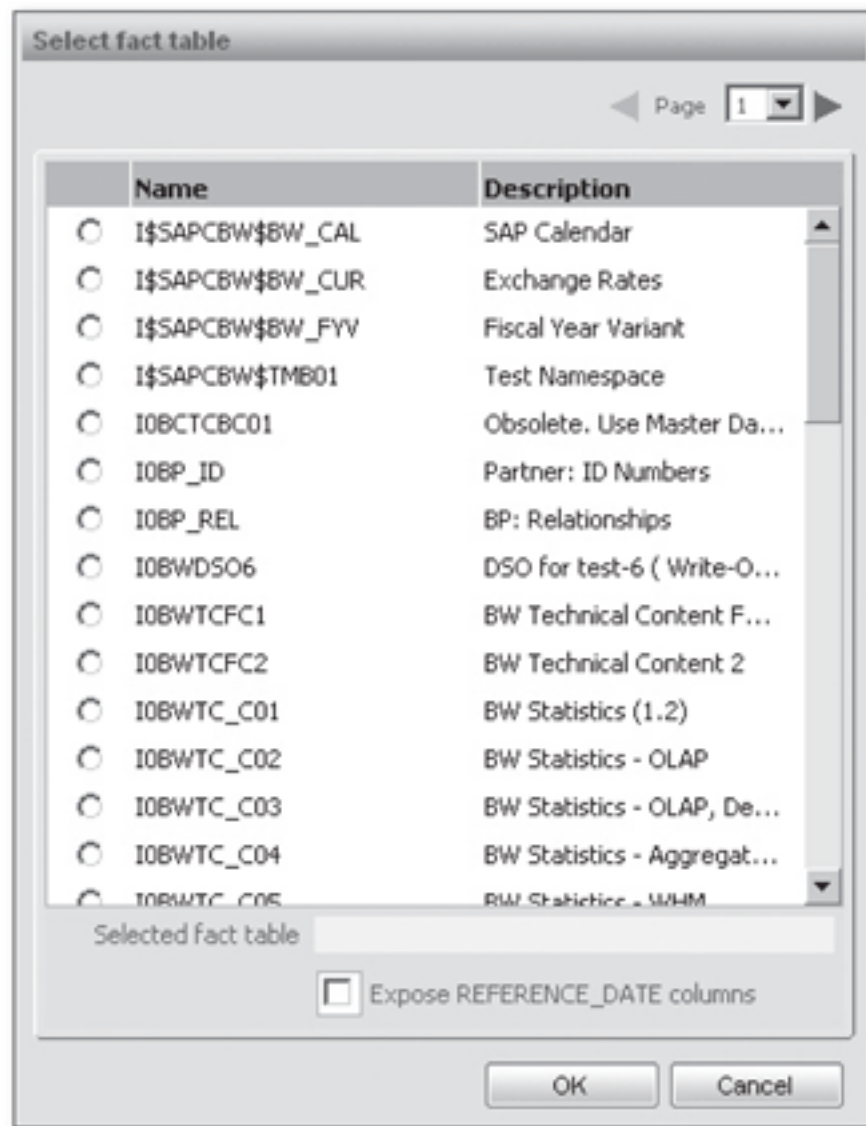 Select fact table
Page 1
Name Description
I$SAPCBW$BW_CAL SAP Calendar
I$SAPCBW$BW_CUR Exchange Rates
I$SAPCBW$BW_FYV Fiscal Year Variant
I$SAPCBW$TMB01 Test Namespace
I0BCTCBC01 Obsolete. Use Master Da...
I0BP_ID Partner: ID Numbers
I0BP_REL BP: Relationships
I0BWDSO6 DSO for test-6 ( Write-O...
I0BWTCFC1 BW Technical Content F...
I0BWTCFC2 BW Technical Content 2
I0BWTC_C01 BW Statistics (1.2)
I0BWTC_C02 BW Statistics - OLAP
I0BWTC_C03 BW Statistics - OLAP, De...
I0BWTC_C04 BW Statistics - Aggregat...
I0BWTC_C05 BW Statistics - WHM
Selected fact table
Expose REFERENCE_DATE columns
OK Cancel